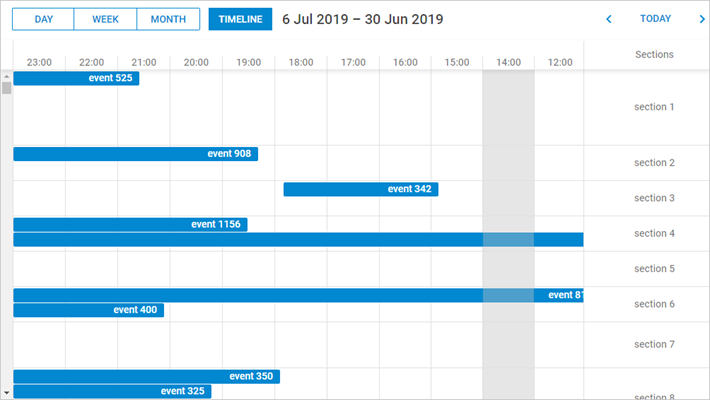 DAY WEEK MONTH TIMELINE 6 Jul 2019 – 30 Jun 2019 TODAY
23:00 22:00 21:00 20:00 19:00 18:00 17:00 16:00 15:00 14:00 12:00 Sections
event 525
section 1
event 908
section 2
event 342
section 3
event 1156
section 4
section 5
event 81
event 400
section 6
section 7
event 350
event 325
section 8